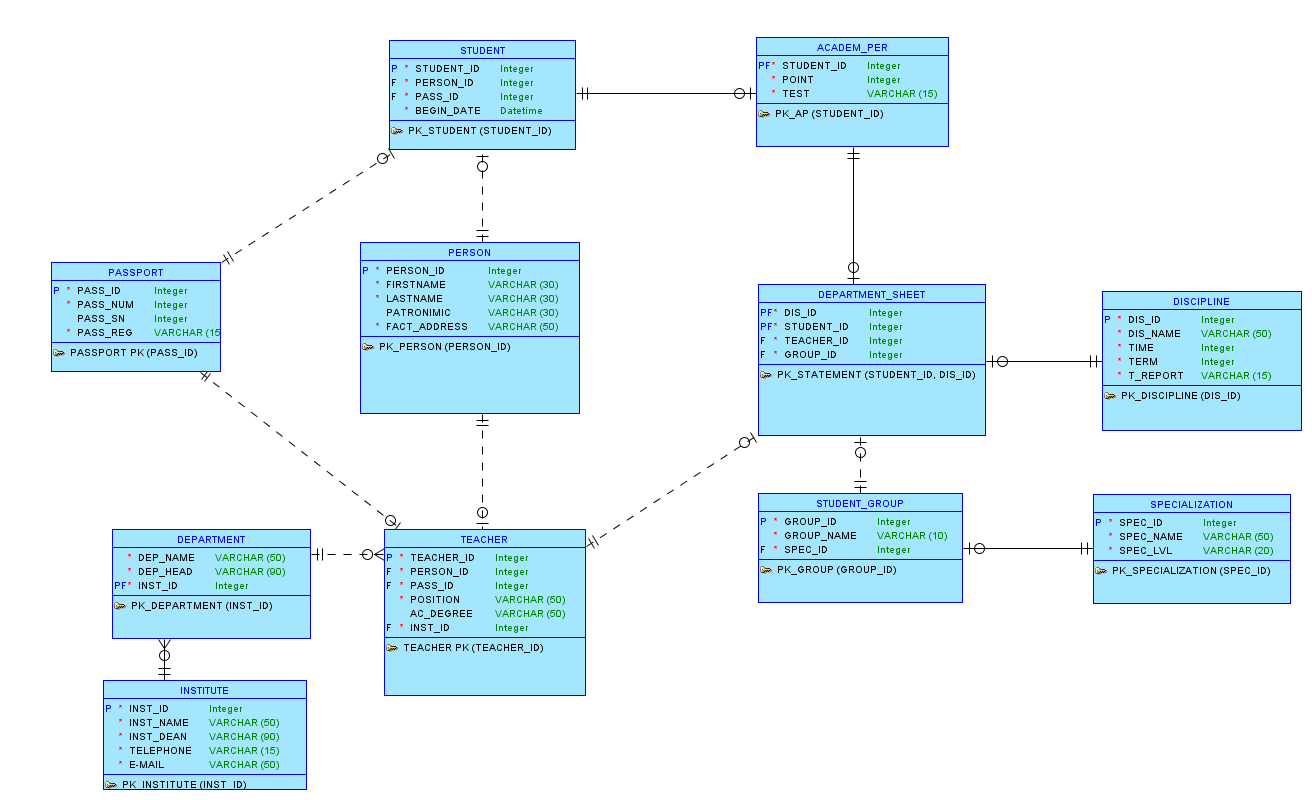 STUDENT
P * STUDENT_ID Integer
F * PERSON_ID Integer
F * PASS_ID Integer
* BEGIN_DATE Datetime
PK_STUDENT (STUDENT_ID)
ACADEM_PER
PF* STUDENT_ID Integer
* POINT Integer
* TEST VARCHAR (15)
PK_AP (STUDENT_ID)
PASSPORT
P * PASS_ID Integer
* PASS_NUM Integer
PASS_SN Integer
* PASS_REG VARCHAR (15
PASSPORT PK (PASS_ID)
PERSON
P * PERSON_ID Integer
* FIRSTNAME VARCHAR (30)
* LASTNAME VARCHAR (30)
PATRONIMIC VARCHAR (30)
* FACT_ADDRESS VARCHAR (50)
PK_PERSON (PERSON_ID)
DEPARTMENT_SHEET
PF* DIS_ID Integer
PF* STUDENT_ID Integer
F * TEACHER_ID Integer
F * GROUP_ID Integer
PK_STATEMENT (STUDENT_ID, DIS_ID)
DISCIPLINE
P * DIS_ID Integer
* DIS_NAME VARCHAR (50)
* TIME Integer
* TERM Integer
* T_REPORT VARCHAR (15)
PK_DISCIPLINE (DIS_ID)
DEPARTMENT
* DEP_NAME VARCHAR (50)
* DEP_HEAD VARCHAR (90)
PF* INST_ID Integer
PK_DEPARTMENT (INST_ID)
TEACHER
P * TEACHER_ID Integer
F * PERSON_ID Integer
F * PASS_ID Integer
* POSITION VARCHAR (50)
AC_DEGREE VARCHAR (50)
F * INST_ID Integer
TEACHER PK (TEACHER_ID)
STUDENT_GROUP
P * GROUP_ID Integer
* GROUP_NAME VARCHAR (10)
F * SPEC_ID Integer
PK_GROUP (GROUP_ID)
SPECIALIZATION
P * SPEC_ID Integer
* SPEC_NAME VARCHAR (50)
* SPEC_LVL VARCHAR (20)
PK_SPECIALIZATION (SPEC_ID)
INSTITUTE
P * INST_ID Integer
* INST_NAME VARCHAR (50)
* INST_DEAN VARCHAR (90)
* TELEPHONE VARCHAR (15)
* E-MAIL VARCHAR (50)
PK_INSTITUTE (INST_ID)